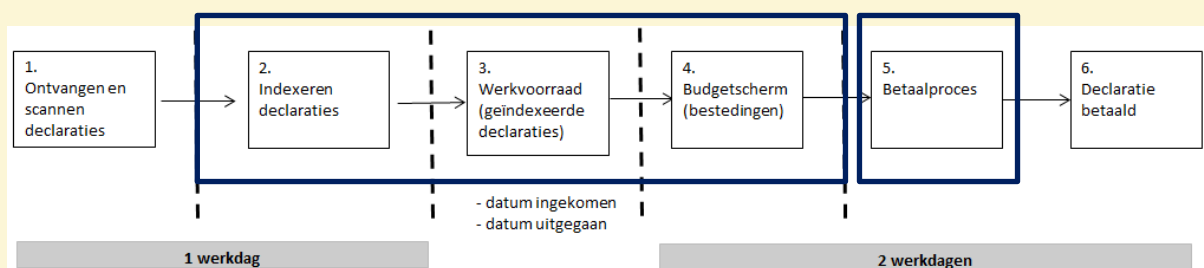 1.
Ontvangen en
scannen
declaraties
2.
Indexeren
declaraties
3.
Werkvoorraad
(geïndexeerde
declaraties)
4.
Budgetscherm
(bestedingen)
5.
Betaalproces
6.
Declaratie
betaald
- datum ingekomen
- datum uitgegaan
1 werkdag
2 werkdagen